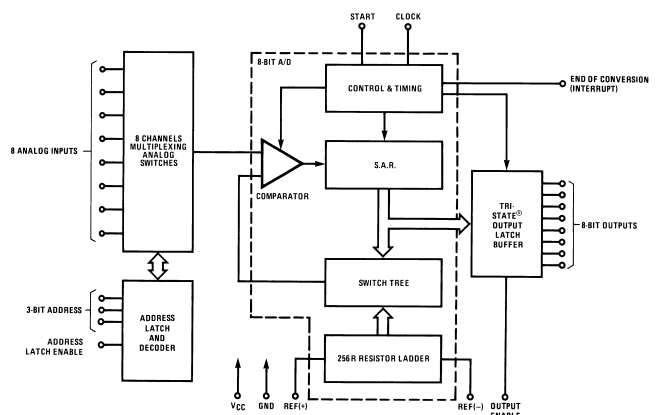 START
CLOCK
8-BIT A/D
CONTROL & TIMING
END OF CONVERSION
(INTERRUPT)
8 ANALOG INPUTS
8 CHANNELS
MULTIPLEXING
ANALOG
SWITCHES
S.A.R.
COMPARATOR
TRI-
STATE®
OUTPUT
LATCH
BUFFER
8-BIT OUTPUTS
SWITCH TREE
3-BIT ADDRESS
ADDRESS
LATCH
AND
DECODER
ADDRESS
LATCH ENABLE
256R RESISTOR LADDER
VCC
GND
REF(+)
REF(−)
OUTPUT
ENABLE